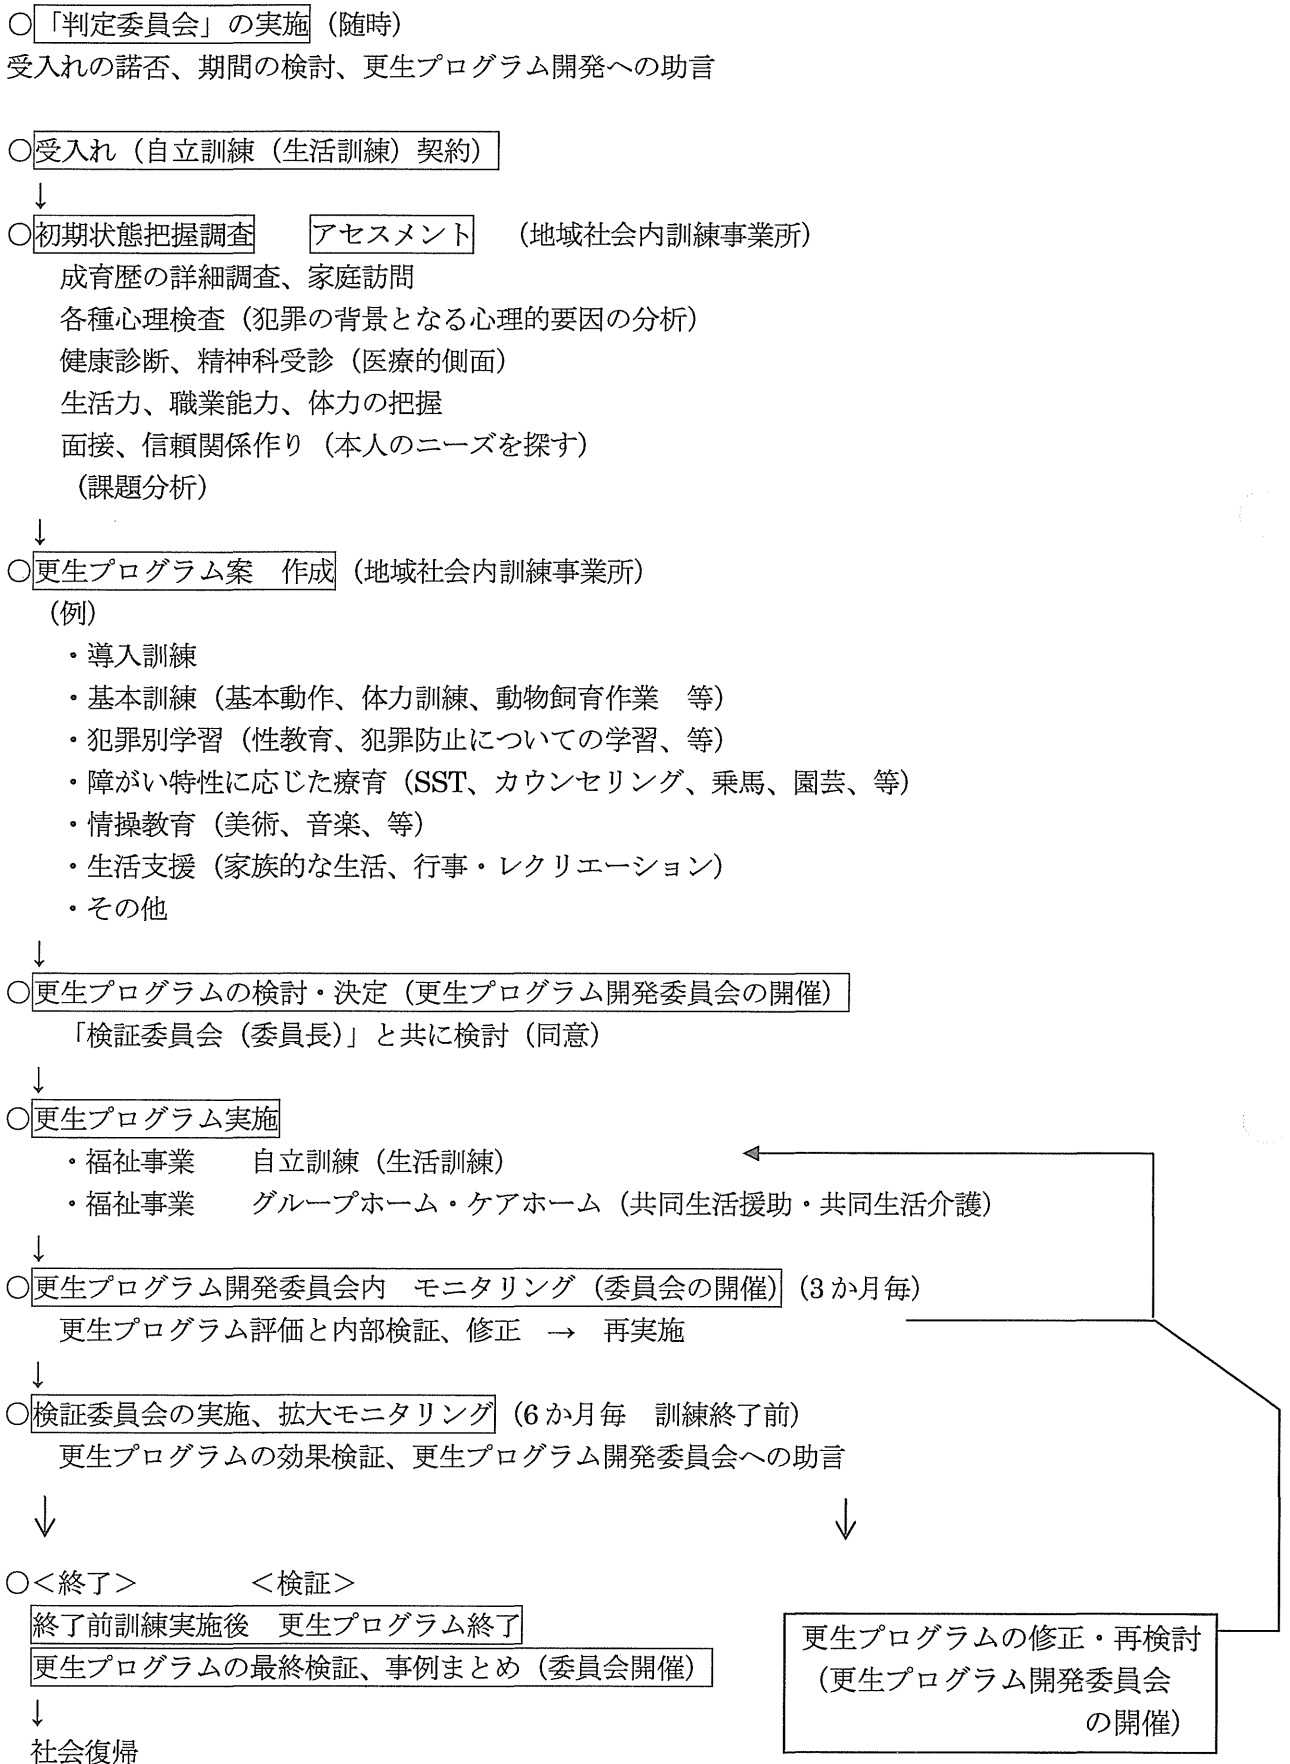 ○「判定委員会」の実施（随時）
受入れの諾否、期間の検討、更生プログラム開発への助言
○受入れ（自立訓練（生活訓練）契約）
↓
○初期状態把握調査　アセスメント　（地域社会内訓練事業所）
成育歴の詳細調査、家庭訪問
各種心理検査（犯罪の背景となる心理的要因の分析）
健康診断、精神科受診（医療的側面）
生活力、職業能力、体力の把握
面接、信頼関係作り（本人のニーズを探す）
（課題分析）
↓
○更生プログラム案　作成（地域社会内訓練事業所）
（例）
・導入訓練
・基本訓練（基本動作、体力訓練、動物飼育作業　等）
・犯罪別学習（性教育、犯罪防止についての学習、等）
・障がい特性に応じた療育（SST、カウンセリング、乗馬、園芸、等）
・情操教育（美術、音楽、等）
・生活支援（家族的な生活、行事・レクリエーション）
・その他
↓
○更生プログラムの検討・決定（更生プログラム開発委員会の開催）
「検証委員会（委員長）」と共に検討（同意）
↓
○更生プログラム実施
・福祉事業　自立訓練（生活訓練）
・福祉事業　グループホーム・ケアホーム（共同生活援助・共同生活介護）
↓
○更生プログラム開発委員会内　モニタリング（委員会の開催）（3か月毎）
更生プログラム評価と内部検証、修正　→　再実施
↓
○検証委員会の実施、拡大モニタリング（6か月毎　訓練終了前）
更生プログラムの効果検証、更生プログラム開発委員会への助言
↓　↓
○＜終了＞　＜検証＞
終了前訓練実施後　更生プログラム終了
更生プログラムの最終検証、事例まとめ（委員会開催）
↓
社会復帰
更生プログラムの修正・再検討
（更生プログラム開発委員会
の開催）